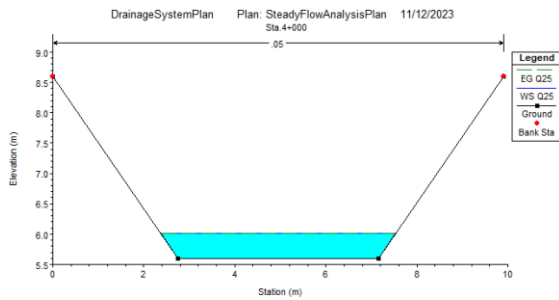 DrainageSystemPlan Plan: SteadyFlowAnalysisPlan 11/12/2023
Sta.4+000
.05
Legend
EG Q25
WS Q25
Ground
Bank Sta
9.0
8.5
8.0
7.5
7.0
6.5
6.0
5.5
Elevation (m)
0 2 4 6 8 10
Station (m)